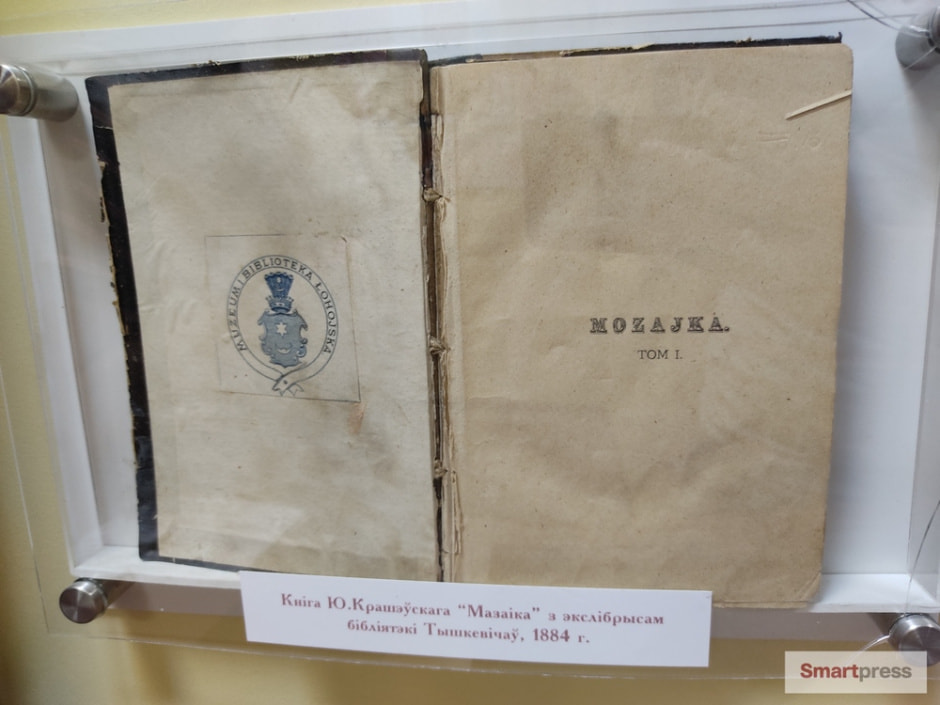 MUZEUM I BIBLIOTEKA ŁOHOJSKA
MOZAJKA.
TOM I.
Кніга Ю.Крашэўскага “Мазаіка” з экслібрысам
бібліятэкі Тышкевічаў, 1884 г.
Smartpress